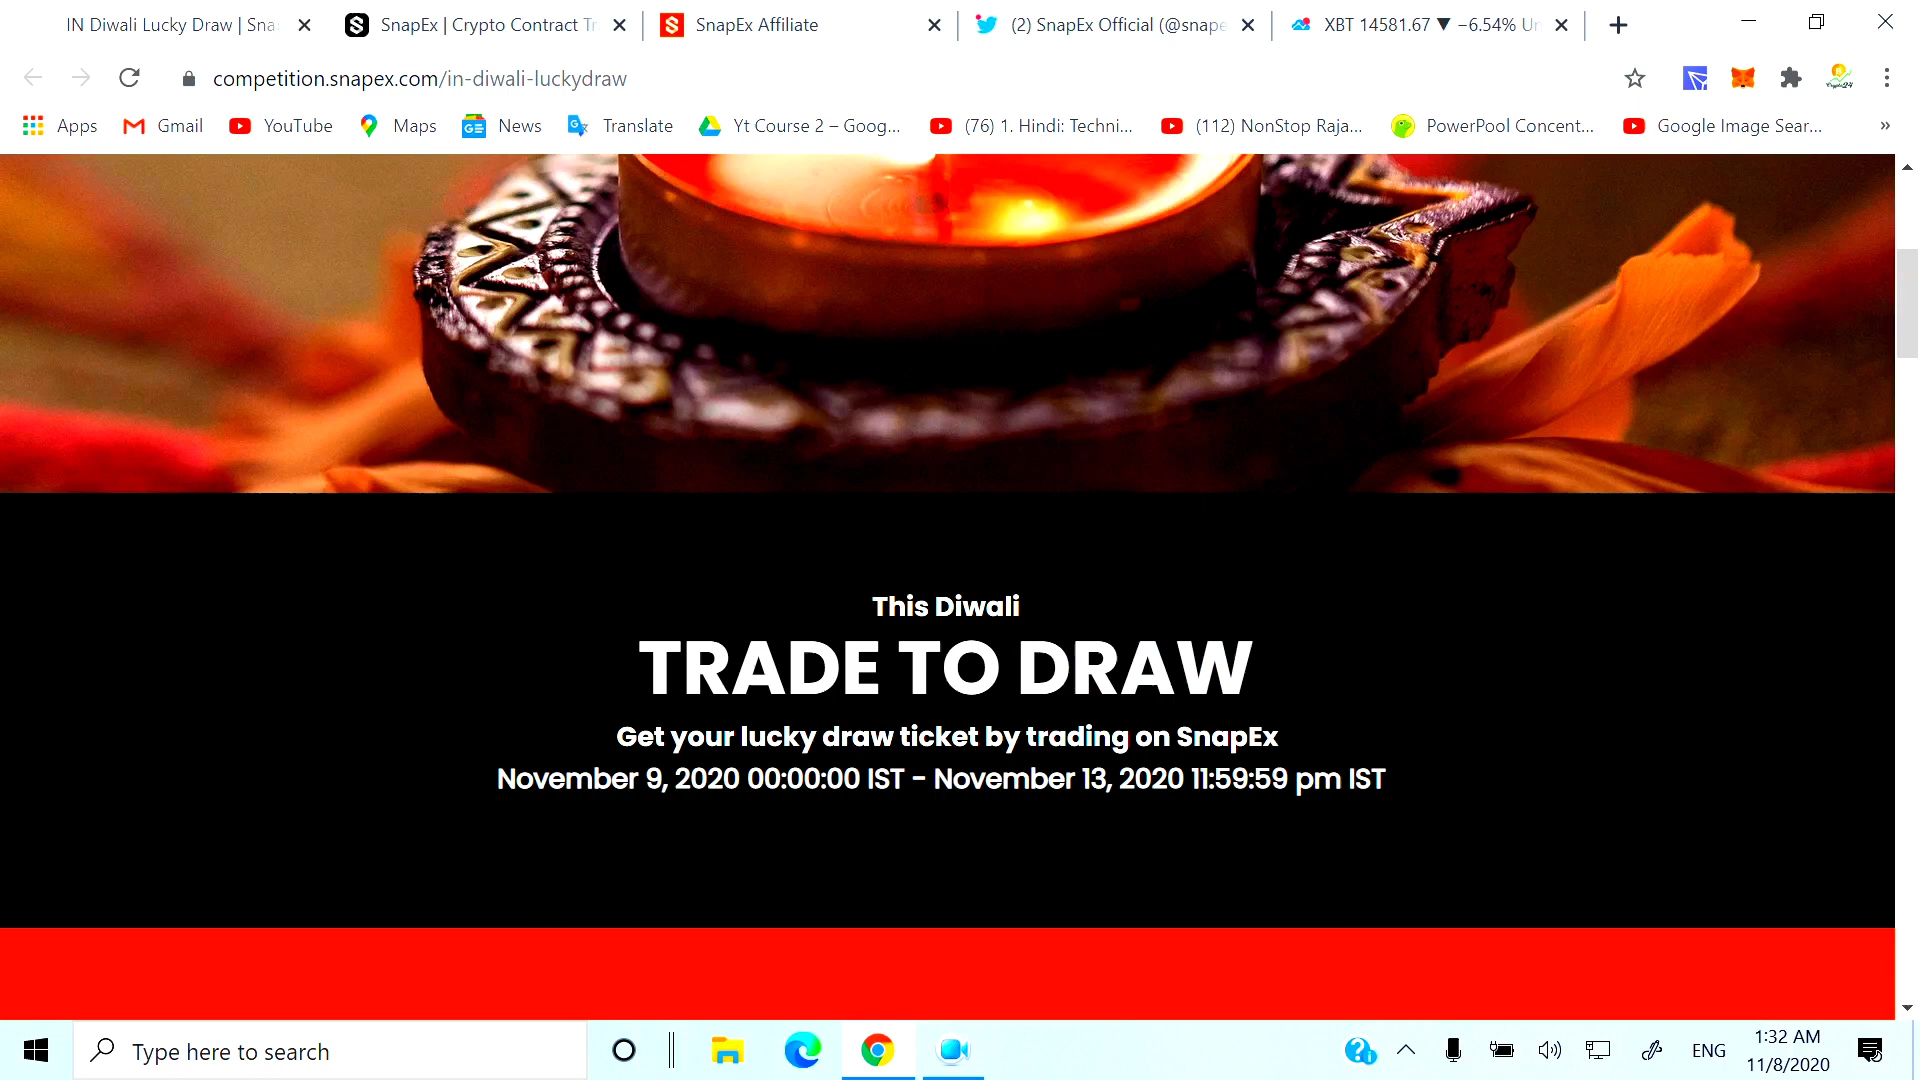 IN Diwali Lucky Draw | Sna
SnapEx | Crypto Contract Tr
SnapEx Affiliate
(2) SnapEx Official (@snape
XBT 14581.67 ▼ −6.54% Un
competition.snapex.com/in-diwali-luckydraw
Apps
Gmail
YouTube
Maps
News
Translate
Yt Course 2 – Goog...
(76) 1. Hindi: Techni...
(112) NonStop Raja...
PowerPool Concent...
Google Image Sear...
This Diwali
TRADE TO DRAW
Get your lucky draw ticket by trading on SnapEx
November 9, 2020 00:00:00 IST - November 13, 2020 11:59:59 pm IST
Type here to search
ENG
1:32 AM
11/8/2020